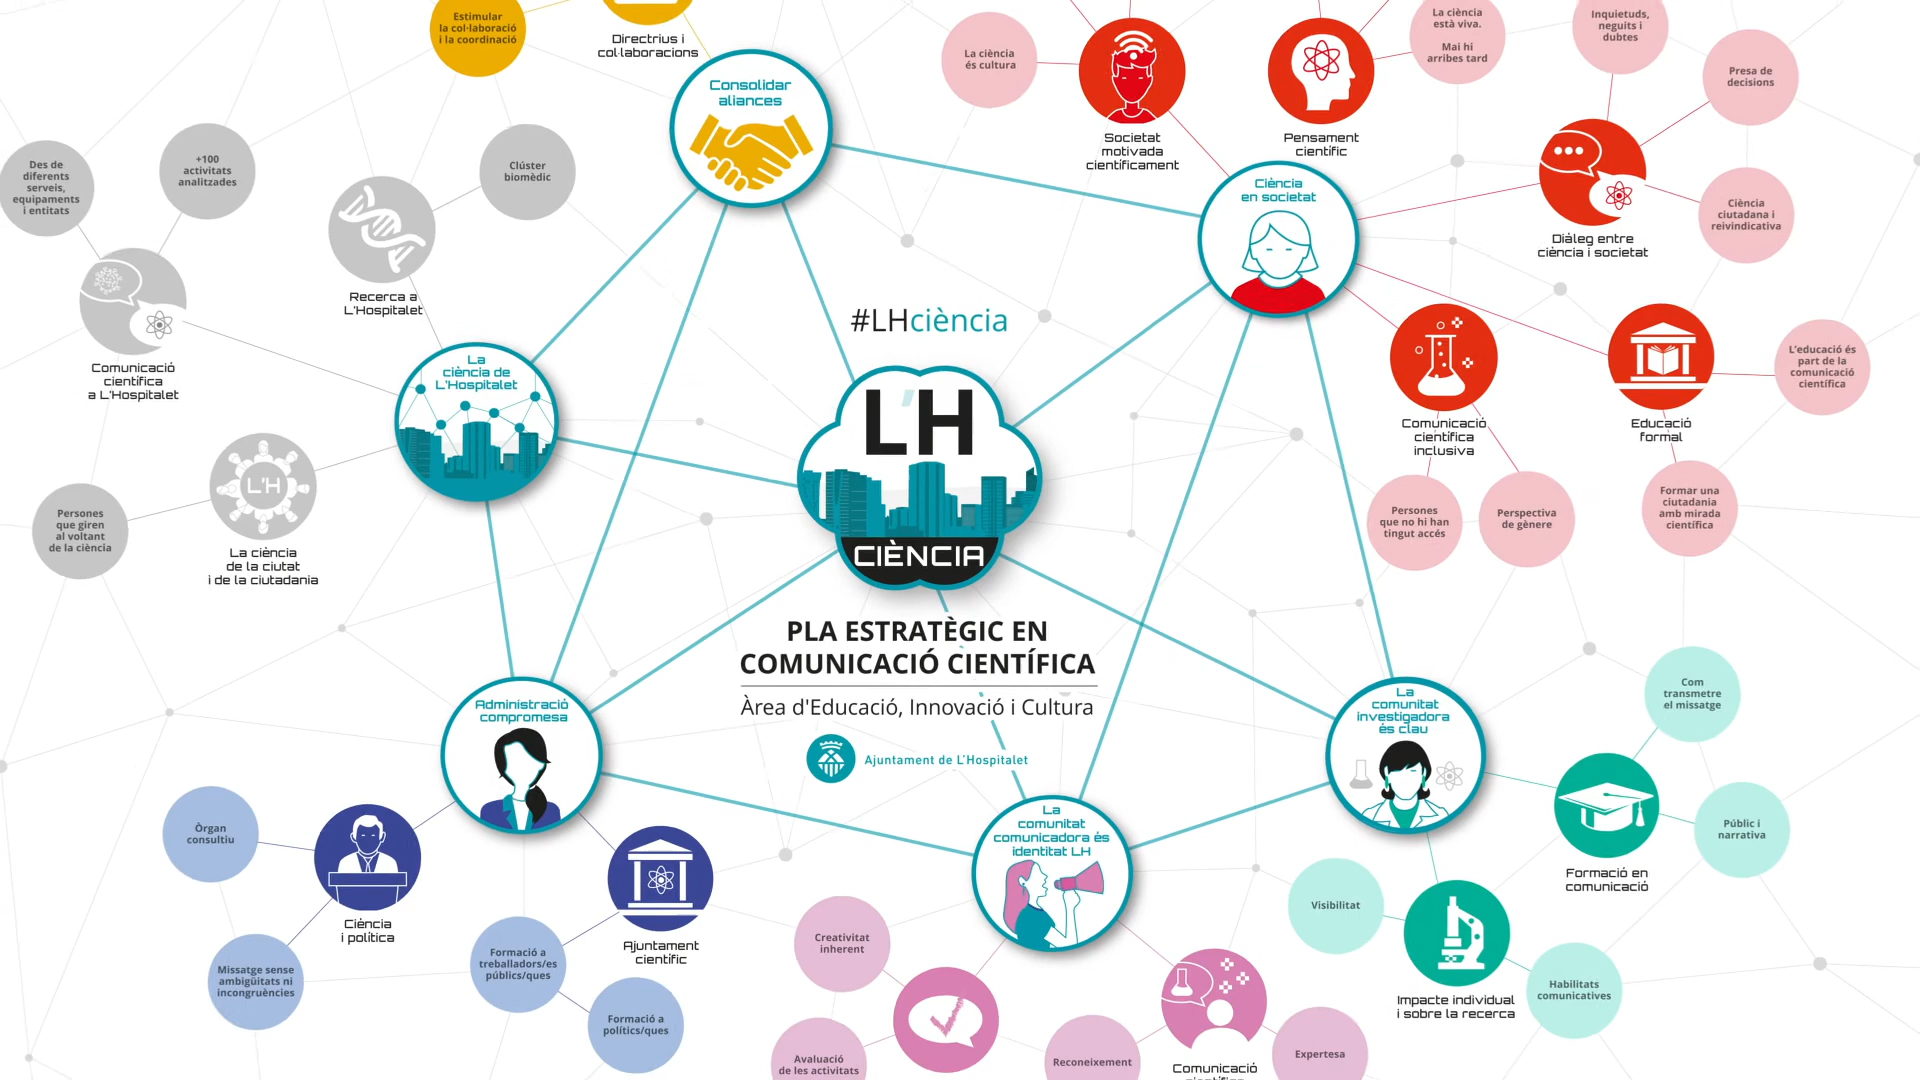 Estimular
la col·laboració
i la coordinació
Directrius i
col·laboracions
Consolidar
aliances
La ciència
és cultura
Societat
motivada
científicament
Pensament
científic
La ciència
està viva.
Mai hi
arribes tard
Inquietuds,
neguits i
dubtes
Presa de
decisions
Ciència
ciutadana i
reivindicativa
Diàleg entre
ciència i societat
Ciència
en societat
Des de
diferents
serveis,
equipaments
i entitats
+100
activitats
analitzades
Clúster
biomèdic
Recerca a
L'Hospitalet
Comunicació
científica
a L'Hospitalet
La
ciència de
L'Hospitalet
L'H
La ciència
de la ciutat
i de la ciutadania
Persones
que giren
al voltant
de la ciència
#LHciència
L'H
CIÈNCIA
PLA ESTRATÈGIC EN
COMUNICACIÓ CIENTÍFICA
Àrea d'Educació, Innovació i Cultura
Ajuntament de L'Hospitalet
Comunicació
científica
inclusiva
Educació
formal
L'educació és
part de la
comunicació
científica
Persones
que no hi han
tingut accés
Perspectiva
de gènere
Formar una
ciutadania
amb mirada
científica
Administració
compromesa
Òrgan
consultiu
Ciència
i política
Missatge sense
ambigüitats ni
incongruències
Ajuntament
científic
Formació a
treballadors/es
públics/ques
Formació a
polítics/ques
La
comunitat
comunicadora és
identitat LH
Creativitat
inherent
Avaluació
de les activitats
Reconeixement
Comunicació
científica
Expertesa
La
comunitat
investigadora
és clau
Com
transmetre
el missatge
Públic i
narrativa
Formació en
comunicació
Visibilitat
Impacte individual
i sobre la recerca
Habilitats
comunicatives